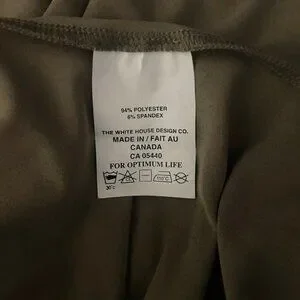 94% POLYESTER
6% SPANDEX
THE WHITE HOUSE DESIGN CO.
MADE IN / FAIT AU
CANADA
CA 05440
FOR OPTIMUM LIFE
30°c